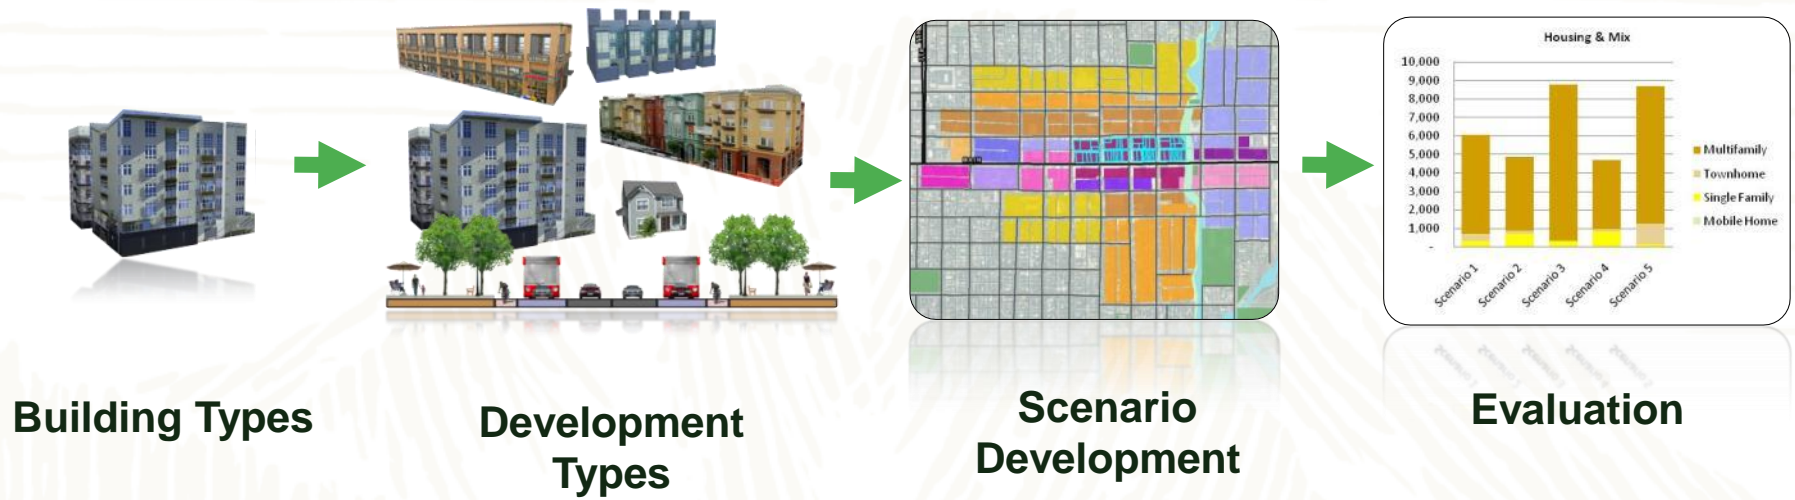 Housing & Mix
10,000
9,000
8,000
7,000
6,000
5,000
4,000
3,000
2,000
1,000
-
Multifamily
Townhome
Single Family
Mobile Home
Scenario 1
Scenario 2
Scenario 3
Scenario 4
Scenario 5
Building Types
Development
Types
Scenario
Development
Evaluation